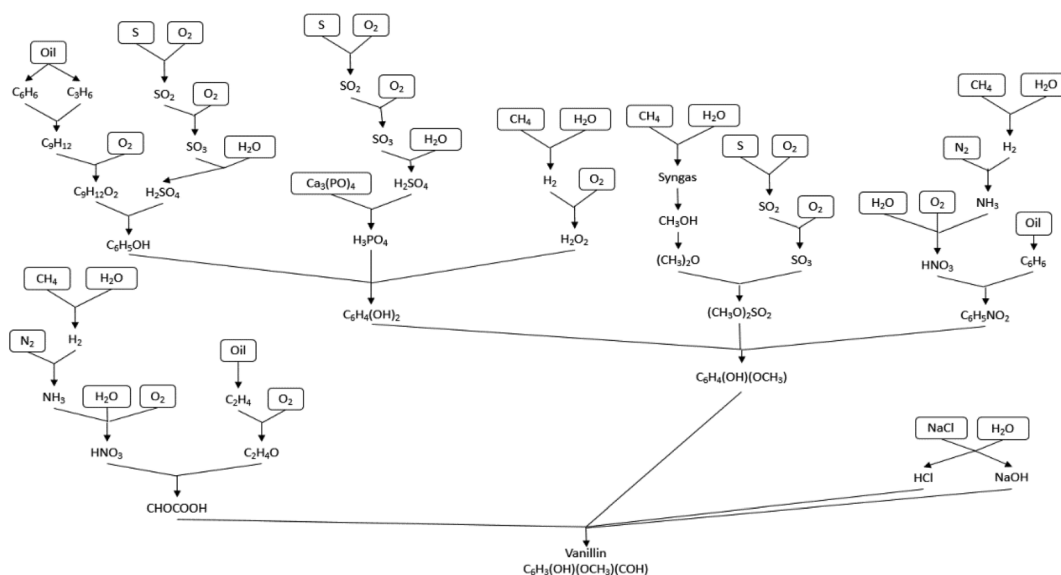 S O₂
S O₂
Oil
C₆H₆ C₃H₆
SO₂ O₂
SO₂ O₂
CH₄ H₂O
C₉H₁₂ O₂
SO₃ H₂O
SO₃ H₂O
CH₄ H₂O
CH₄ H₂O
S O₂
N₂ H₂
C₉H₁₂O₂ H₂SO₄
Ca₃(PO)₄ H₂SO₄
H₂ O₂
Syngas
SO₂ O₂
H₂O O₂ NH₃
C₆H₅OH
H₃PO₄
H₂O₂
CH₃OH
(CH₃)₂O SO₃
HNO₃ Oil
C₆H₆
CH₄ H₂O
C₆H₄(OH)₂
(CH₃O)₂SO₂
C₆H₅NO₂
N₂ H₂
Oil
C₆H₄(OH)(OCH₃)
NH₃ H₂O O₂
C₂H₄ O₂
NaCl H₂O
HNO₃
C₂H₄O
HCl NaOH
CHOCOOH
Vanillin
C₆H₃(OH)(OCH₃)(COH)